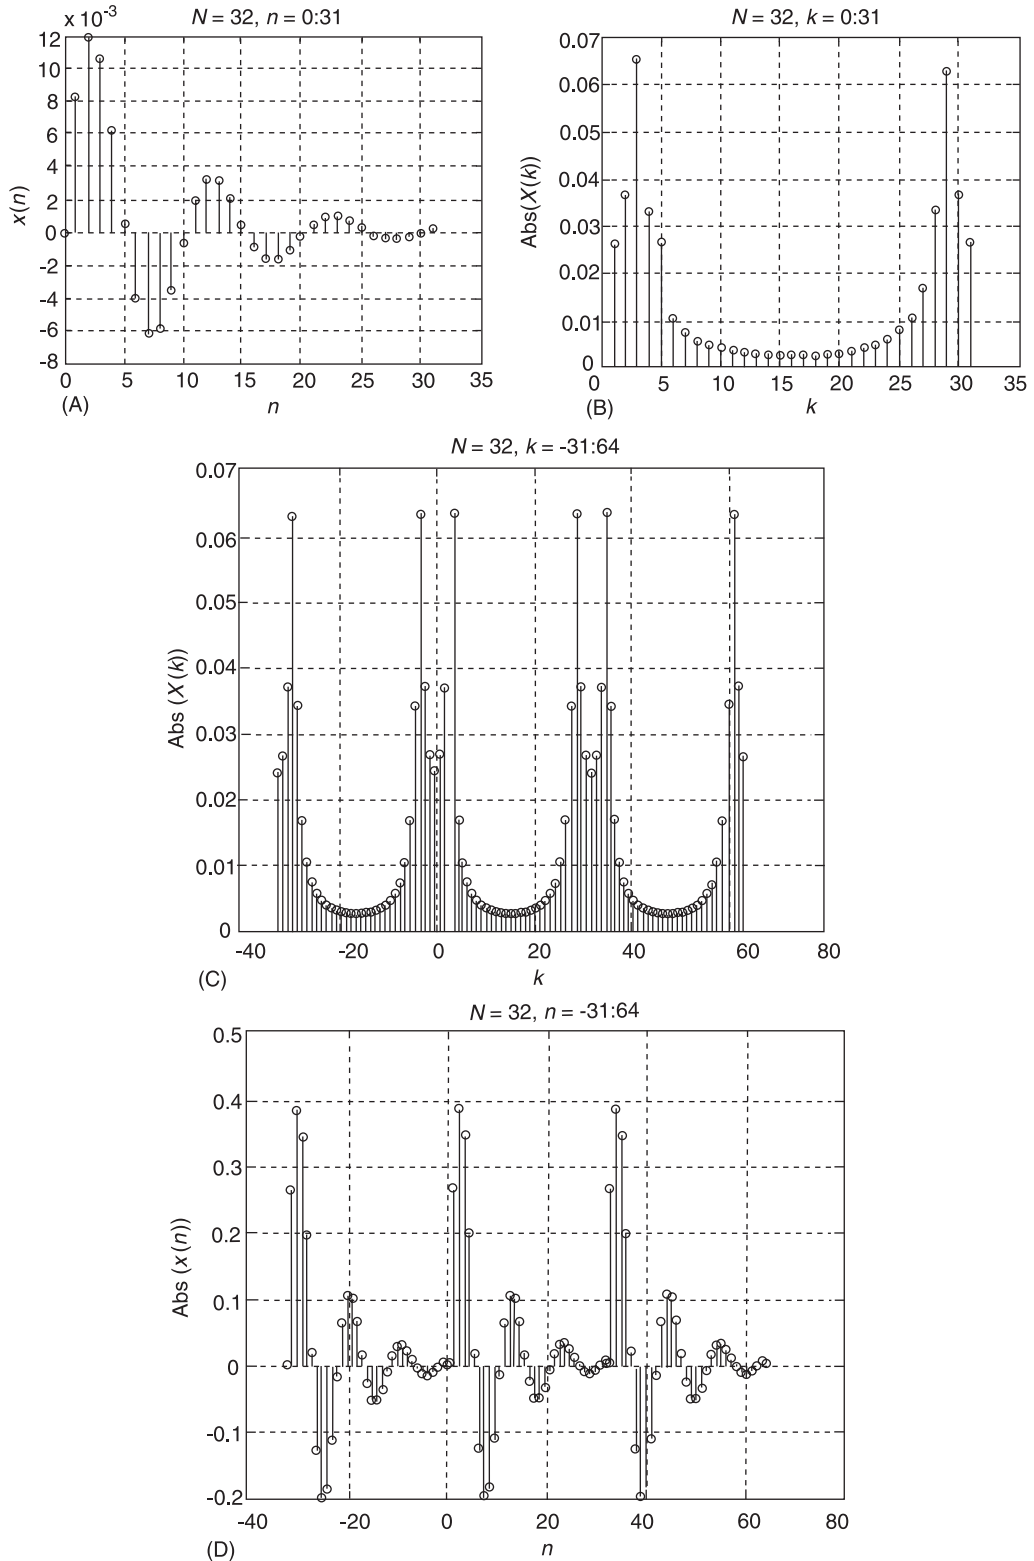 x 10⁻³
N = 32, n = 0:31
12
10
8
6
4
2
0
-2
-4
-6
-8
x(n)
0 5 10 15 20 25 30 35
n
(A)
N = 32, k = 0:31
0.07
0.06
0.05
0.04
0.03
0.02
0.01
0
Abs(X(k))
0 5 10 15 20 25 30 35
k
(B)
N = 32, k = -31:64
0.07
0.06
0.05
0.04
0.03
0.02
0.01
0
Abs (X(k))
-40 -20 0 20 40 60 80
k
(C)
N = 32, n = -31:64
0.5
0.4
0.3
0.2
0.1
0
-0.1
-0.2
Abs (x(n))
-40 -20 0 20 40 60 80
n
(D)